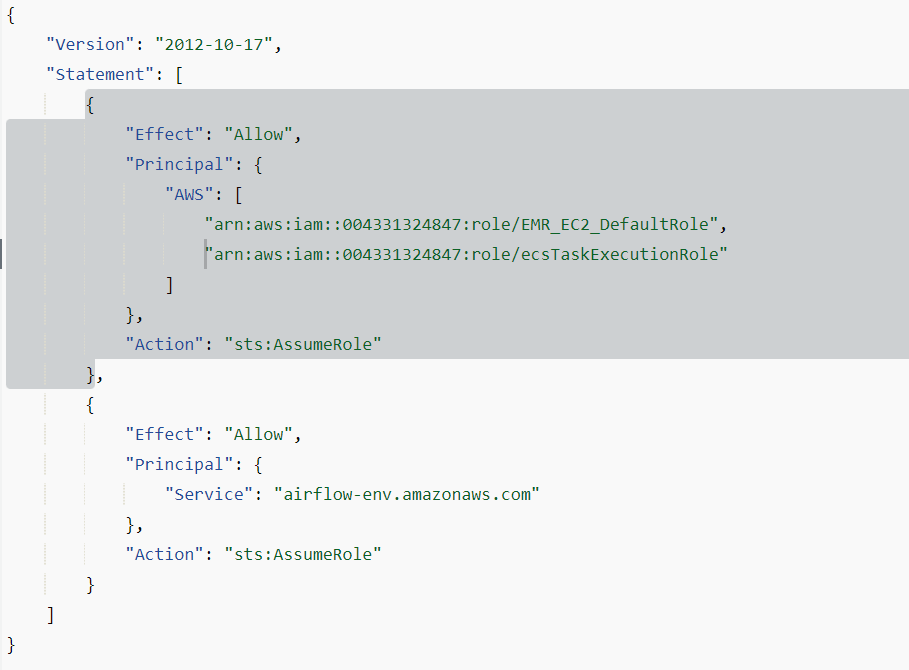 {
    "Version": "2012-10-17",
    "Statement": [
        {
            "Effect": "Allow",
            "Principal": {
                "AWS": [
                    "arn:aws:iam::004331324847:role/EMR_EC2_DefaultRole",
                    "arn:aws:iam::004331324847:role/ecsTaskExecutionRole"
                ]
            },
            "Action": "sts:AssumeRole"
        },
        {
            "Effect": "Allow",
            "Principal": {
                "Service": "airflow-env.amazonaws.com"
            },
            "Action": "sts:AssumeRole"
        }
    ]
}